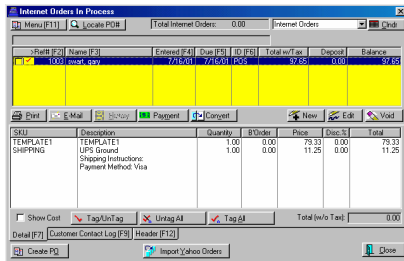 Internet Orders In Process
Menu [F11] Locate PO# Total Internet Orders: 0.00 Internet Orders Clndr
>Ref# [F2] Name [F3] Entered [F4] Due [F5] ID [F6] Total w/Tax Deposit Balance
1003 swart, gary 7/16/01 7/16/01 POS 97.65 0.00 97.65
Print E-Mail History Payment Convert New Edit Void
SKU Description Quantity B'Order Price Disc.% Total
TEMPLATE1 TEMPLATE1 1.00 0.00 79.33 0.00 79.33
SHIPPING UPS Ground 1.00 0.00 11.25 0.00 11.25
Shipping Instructions:
Payment Method: Visa
Show Cost Tag/UnTag Untag All Tag All Total (w/o Tax): 0.00
Detail [F7] Customer Contact Log [F9] Header [F12]
Create PO Import Yahoo Orders Close